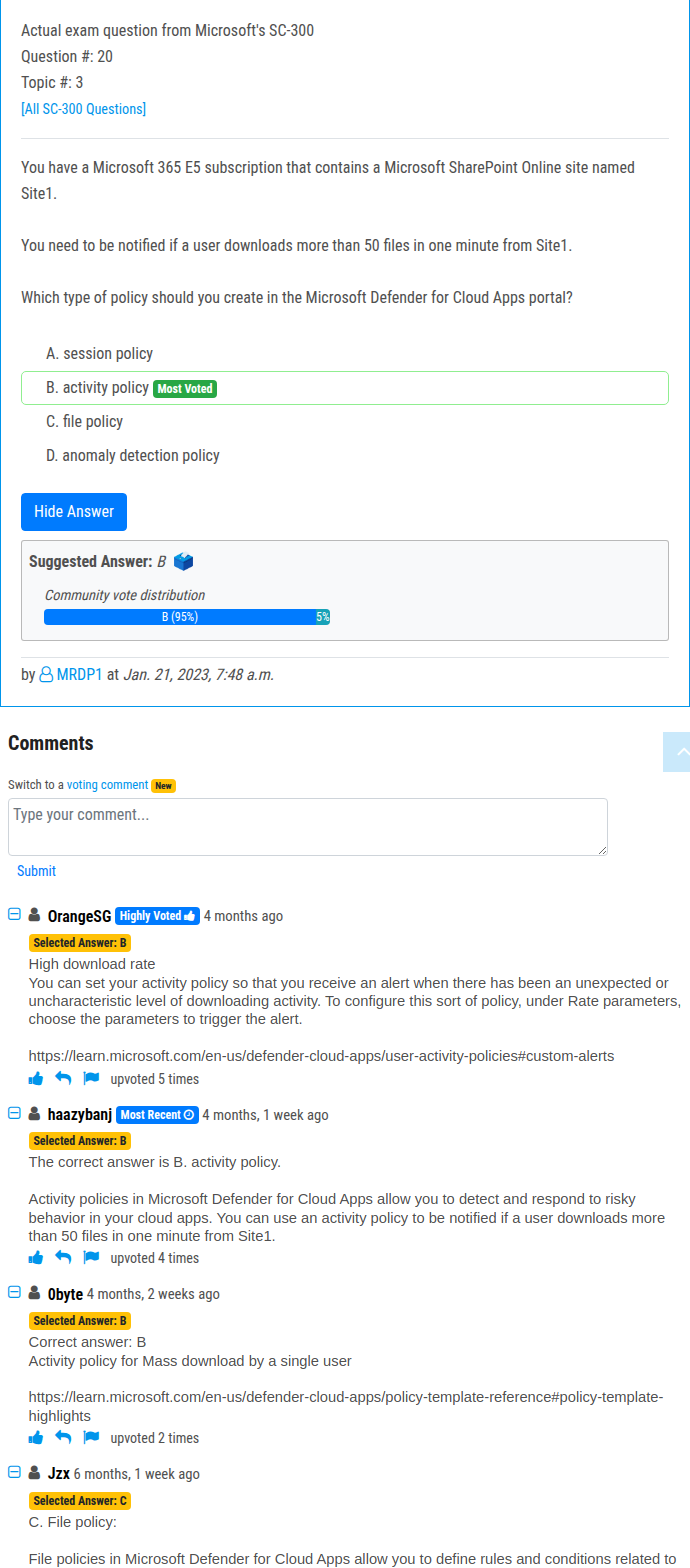 Actual exam question from Microsoft's SC-300
Question #: 20
Topic #: 3
[All SC-300 Questions]
You have a Microsoft 365 E5 subscription that contains a Microsoft SharePoint Online site named
Site1.
You need to be notified if a user downloads more than 50 files in one minute from Site1.
Which type of policy should you create in the Microsoft Defender for Cloud Apps portal?
A. session policy
B. activity policy Most Voted
C. file policy
D. anomaly detection policy
Hide Answer
Suggested Answer: B
Community vote distribution
B (95%) 5%
by MRDP1 at Jan. 21, 2023, 7:48 a.m.
Comments
Switch to a voting comment New
Type your comment...
Submit
OrangeSG Highly Voted 4 months ago
Selected Answer: B
High download rate
You can set your activity policy so that you receive an alert when there has been an unexpected or
uncharacteristic level of downloading activity. To configure this sort of policy, under Rate parameters,
choose the parameters to trigger the alert.
https://learn.microsoft.com/en-us/defender-cloud-apps/user-activity-policies#custom-alerts
upvoted 5 times
haazybanj Most Recent 4 months, 1 week ago
Selected Answer: B
The correct answer is B. activity policy.
Activity policies in Microsoft Defender for Cloud Apps allow you to detect and respond to risky
behavior in your cloud apps. You can use an activity policy to be notified if a user downloads more
than 50 files in one minute from Site1.
upvoted 4 times
0byte 4 months, 2 weeks ago
Selected Answer: B
Correct answer: B
Activity policy for Mass download by a single user
https://learn.microsoft.com/en-us/defender-cloud-apps/policy-template-reference#policy-template-
highlights
upvoted 2 times
Jzx 6 months, 1 week ago
Selected Answer: C
C. File policy:
File policies in Microsoft Defender for Cloud Apps allow you to define rules and conditions related to